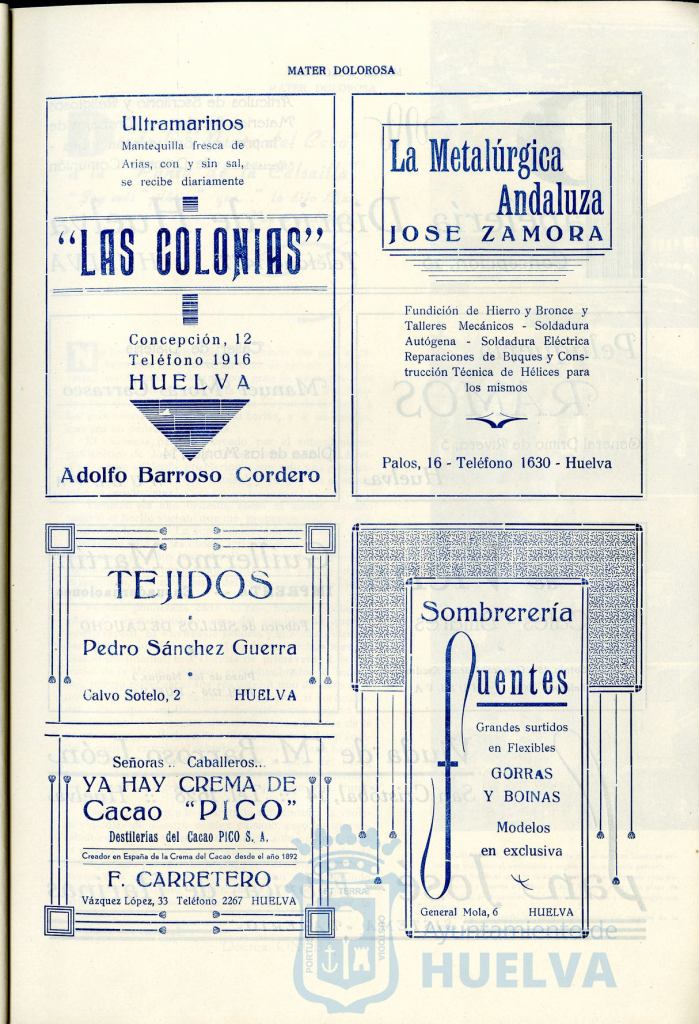 MATER DOLOROSA
Ultramarinos
Mantequilla fresca de
Arias, con y sin sal,
se recibe diariamente
"LAS COLONIAS"
Concepción, 12
Teléfono 1916
HUELVA
Adolfo Barroso Cordero
La Metalúrgica
Andaluza
JOSE ZAMORA
Fundición de Hierro y Bronce y
Talleres Mecánicos - Soldadura
Autógena - Soldadura Eléctrica
Reparaciones de Buques y Cons-
trucción Técnica de Hélices para
los mismos
Palos, 16 - Teléfono 1630 - Huelva
TEJIDOS
Pedro Sánchez Guerra
Calvo Sotelo, 2 HUELVA
Señoras.. Caballeros...
YA HAY CREMA DE
Cacao "PICO"
Destilerías del Cacao PICO S. A.
Creador en España de la Crema del Cacao desde el año 1892
F. CARRETERO
Vázquez López, 33 Teléfono 2267 HUELVA
Sombrerería
fuentes
Grandes surtidos
en Flexibles
GORRAS
Y BOINAS
Modelos
en exclusiva
General Mola, 6 HUELVA
PORTUS ET TERRAE CUSTODIA
Ayuntamiento de
HUELVA